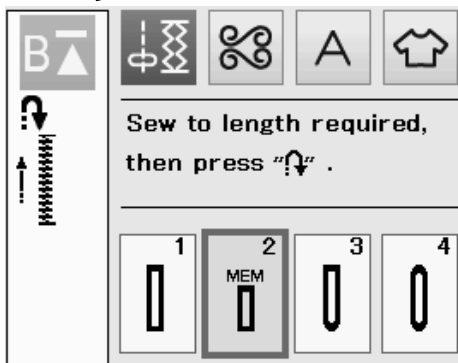 B
A
Sew to length required,
then press “ ” .
1 2 3 4
MEM